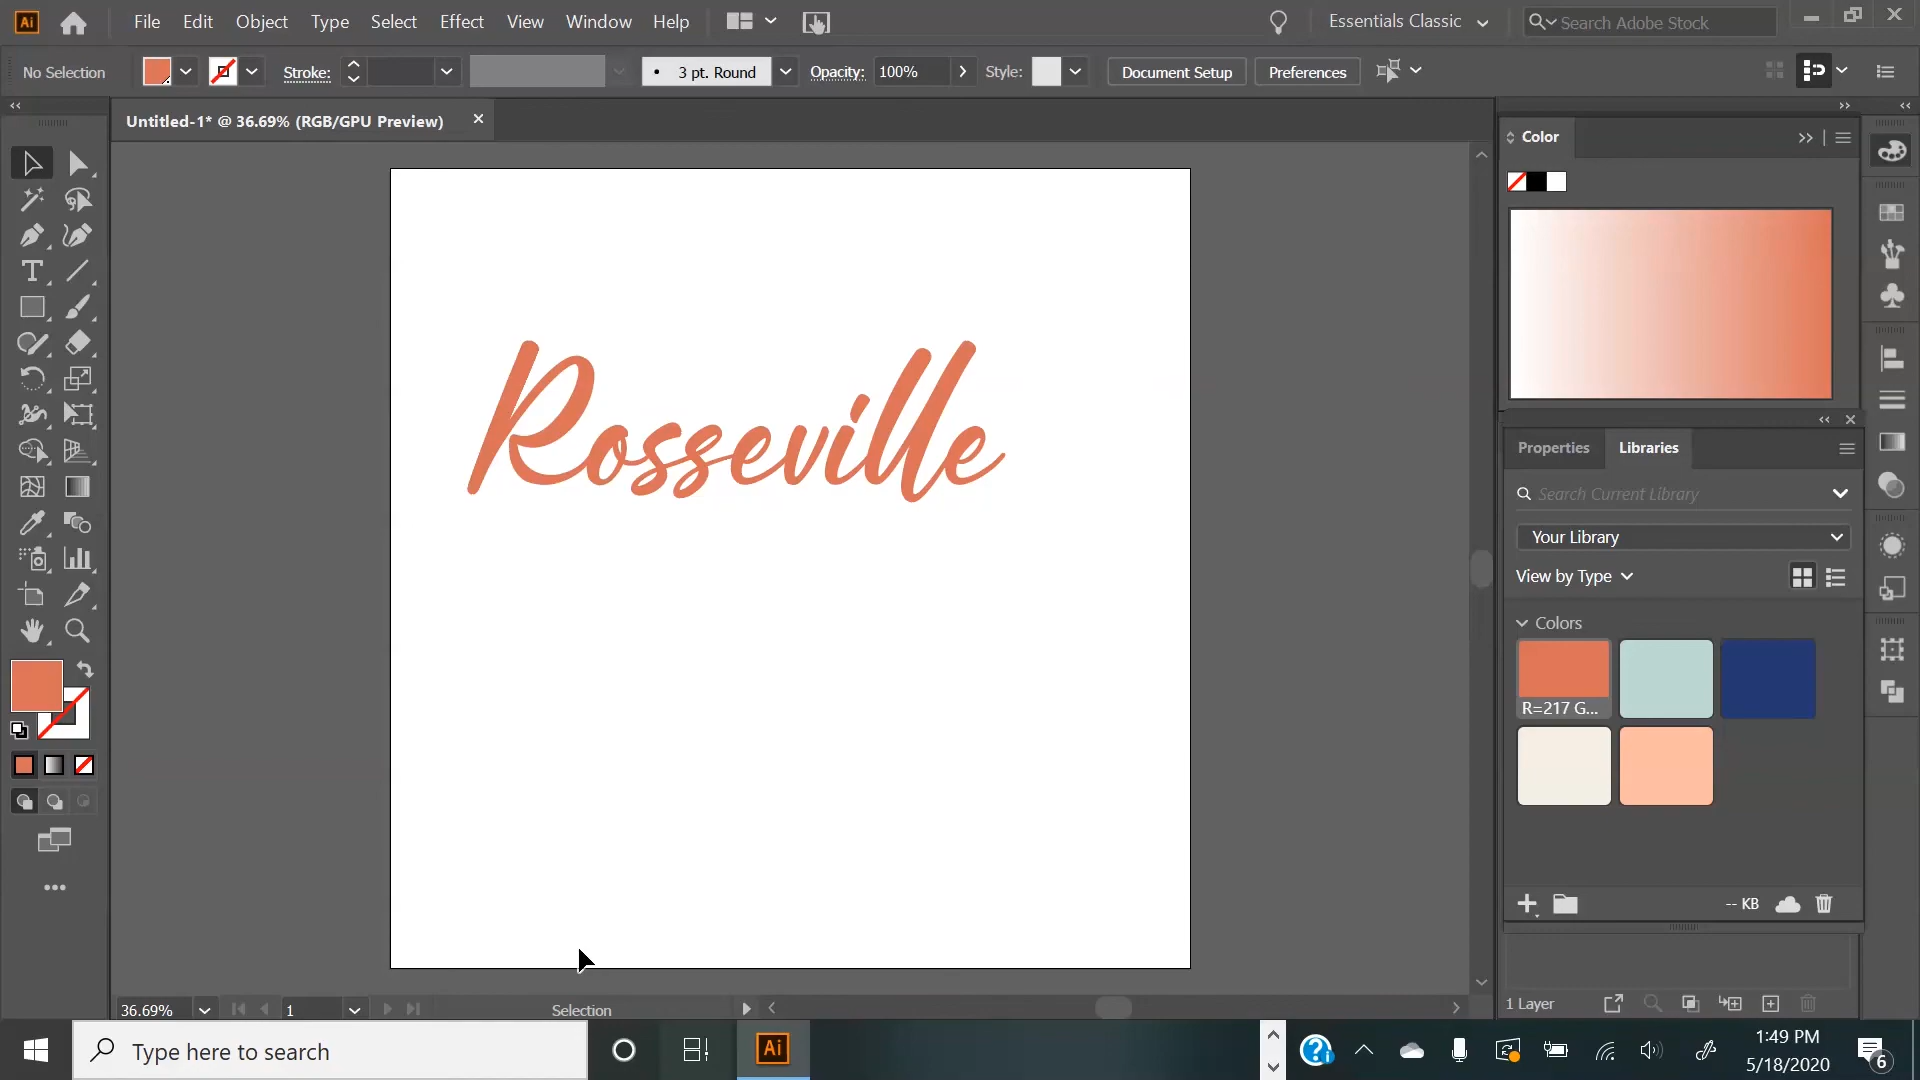 Ai File Edit Object Type Select Effect View Window Help Essentials Classic Search Adobe Stock
No Selection Stroke: 3 pt. Round Opacity: 100% Style: Document Setup Preferences
Untitled-1* @ 36.69% (RGB/GPU Preview)
Color
Rosseville
Properties Libraries
Search Current Library
Your Library
View by Type
Colors
R=217 G...
-- KB
36.69% 1 Selection
1 Layer
Type here to search
Ai
1:49 PM
5/18/2020
6